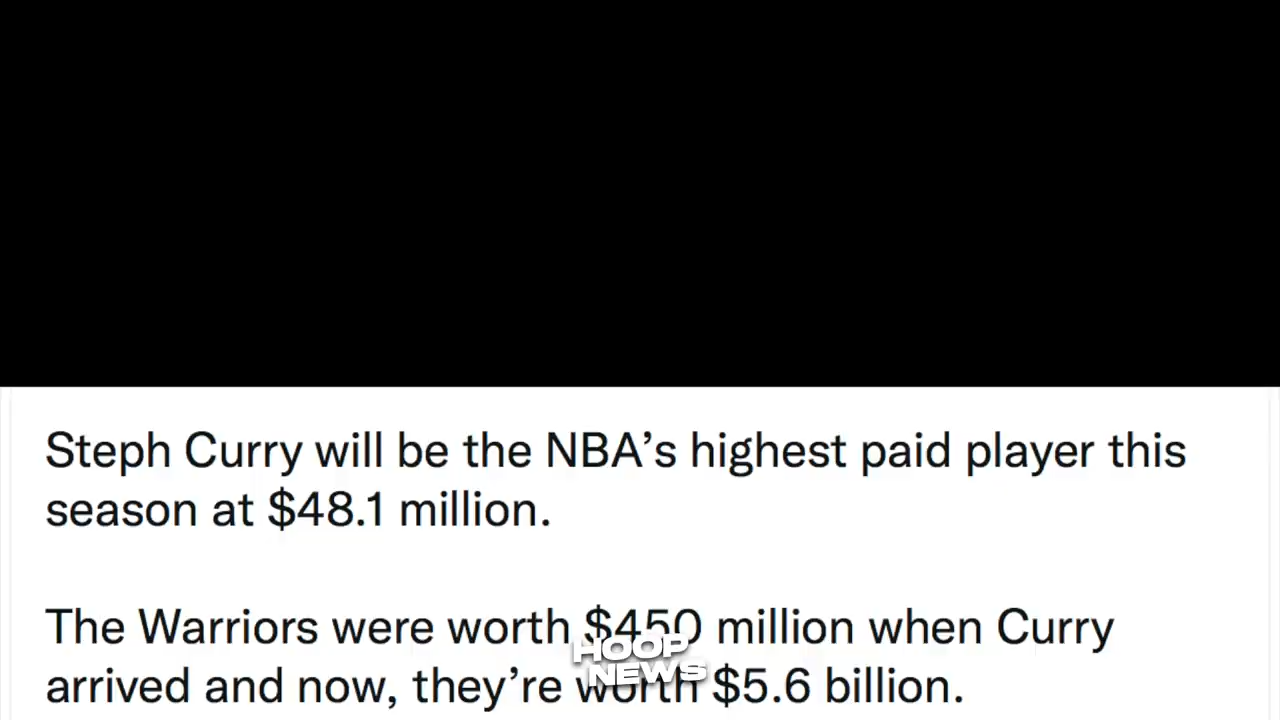 Steph Curry will be the NBA’s highest paid player this
season at $48.1 million.
The Warriors were worth $450 million when Curry
arrived and now, they’re worth $5.6 billion.
HOOP
NEWS